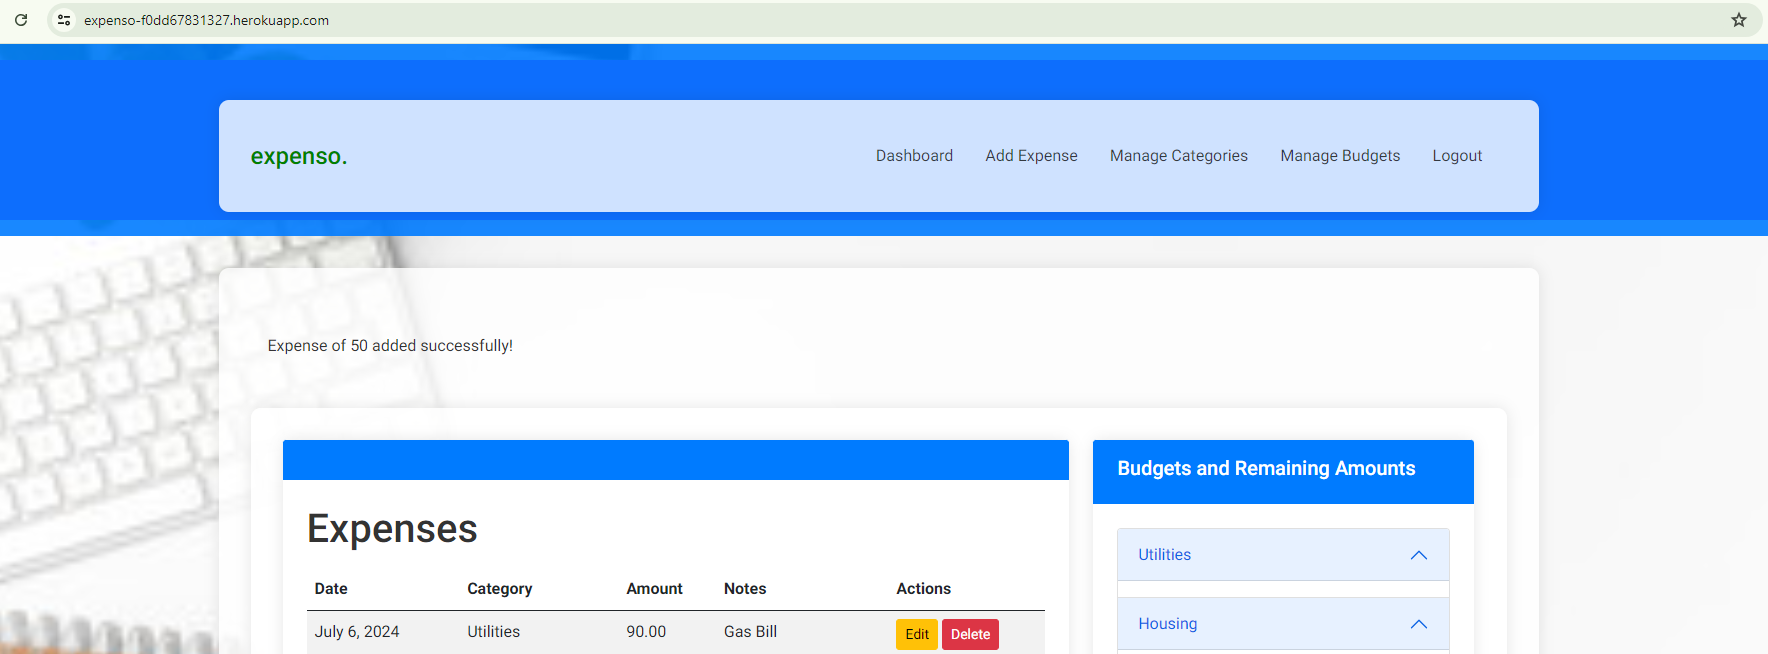 expenso-f0dd67831327.herokuapp.com
expenso.
Dashboard Add Expense Manage Categories Manage Budgets Logout
Expense of 50 added successfully!
Budgets and Remaining Amounts
Expenses
Utilities
Date Category Amount Notes Actions
Housing
July 6, 2024 Utilities 90.00 Gas Bill Edit Delete